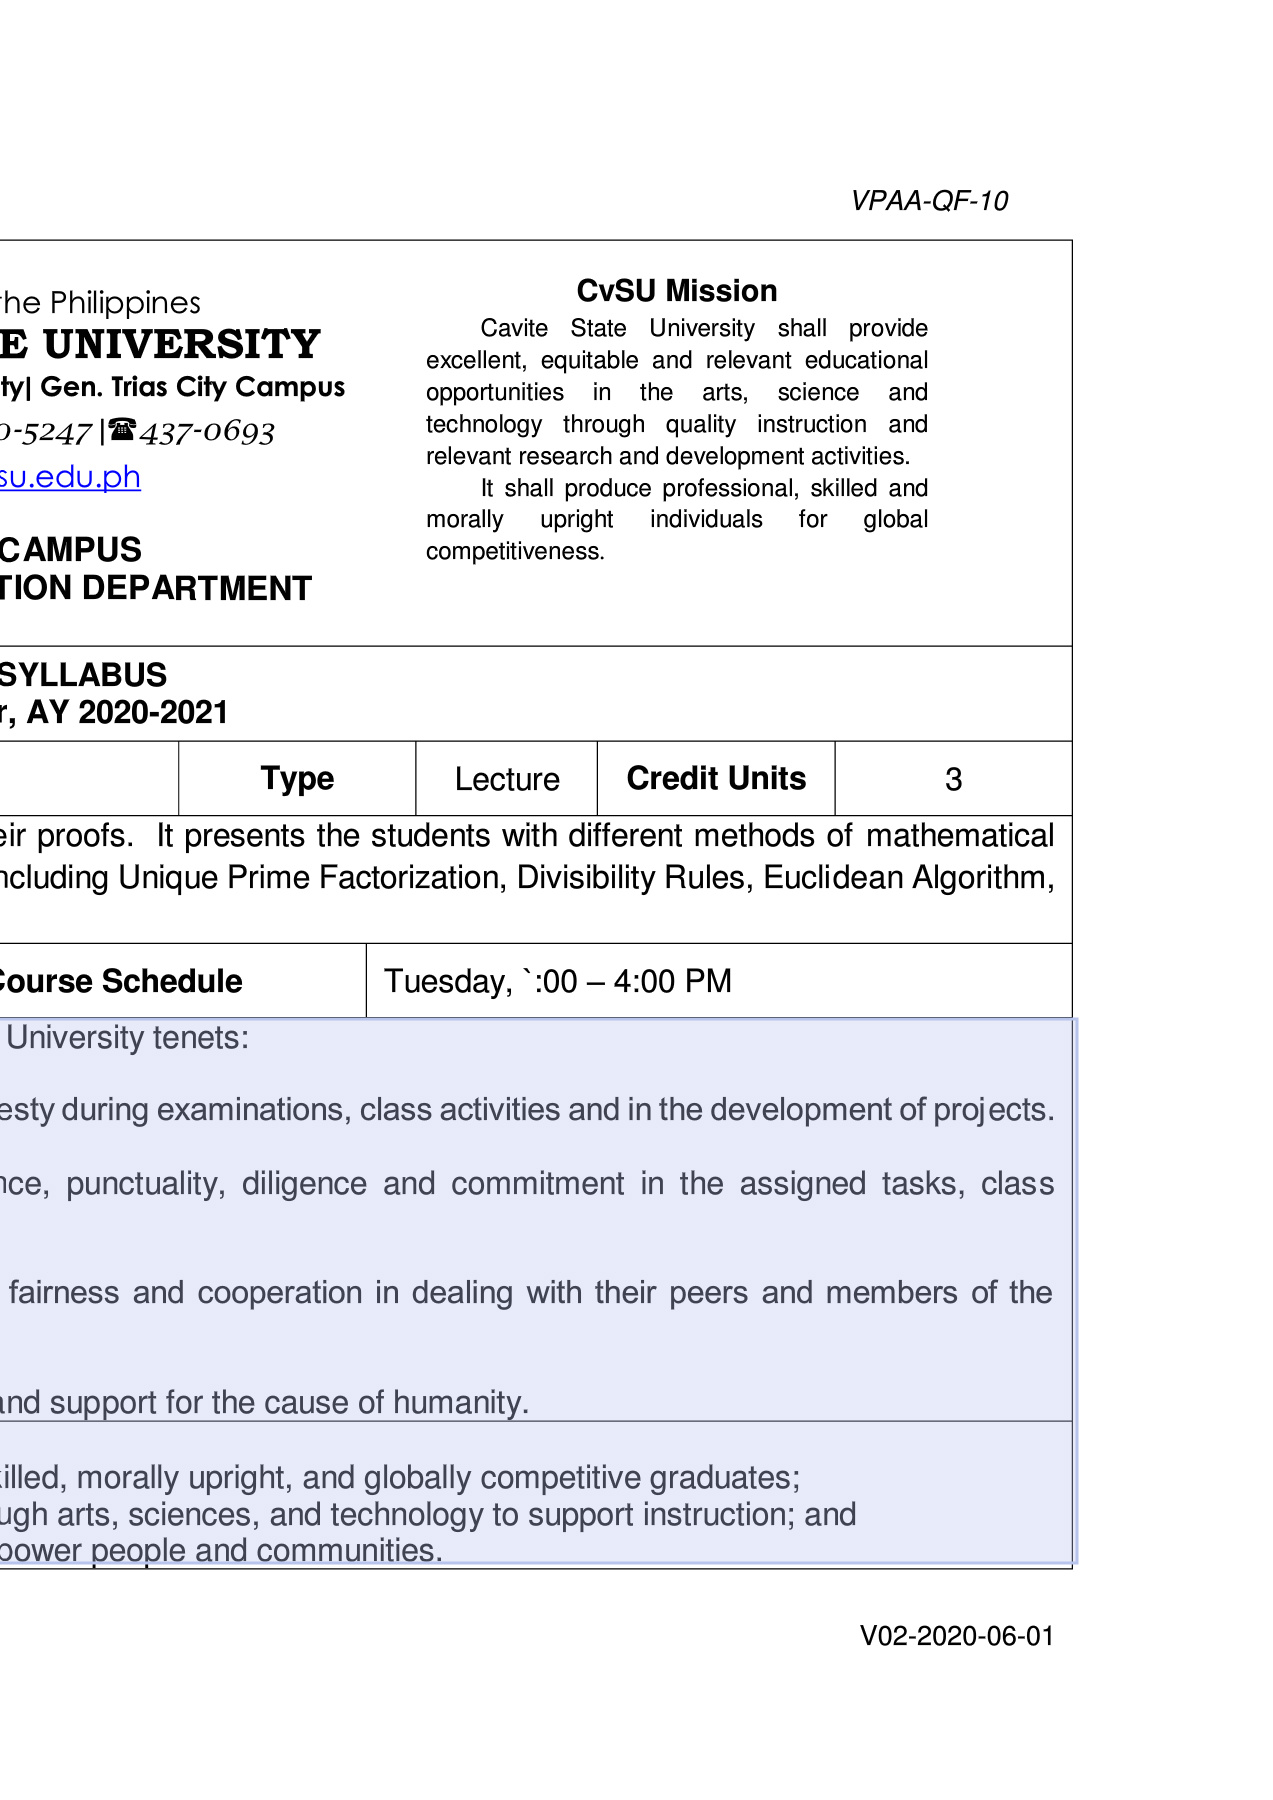 VPAA-QF-10
the Philippines
E UNIVERSITY
ty| Gen. Trias City Campus
0-5247 |☎437-0693
su.edu.ph
CAMPUS
TION DEPARTMENT
CvSU Mission
Cavite State University shall provide
excellent, equitable and relevant educational
opportunities in the arts, science and
technology through quality instruction and
relevant research and development activities.
It shall produce professional, skilled and
morally upright individuals for global
competitiveness.
SYLLABUS
r, AY 2020-2021
Type Lecture Credit Units 3
eir proofs. It presents the students with different methods of mathematical
ncluding Unique Prime Factorization, Divisibility Rules, Euclidean Algorithm,
Course Schedule Tuesday, `:00 – 4:00 PM
University tenets:
esty during examinations, class activities and in the development of projects.
nce, punctuality, diligence and commitment in the assigned tasks, class
fairness and cooperation in dealing with their peers and members of the
and support for the cause of humanity.
killed, morally upright, and globally competitive graduates;
ugh arts, sciences, and technology to support instruction; and
power people and communities.
V02-2020-06-01